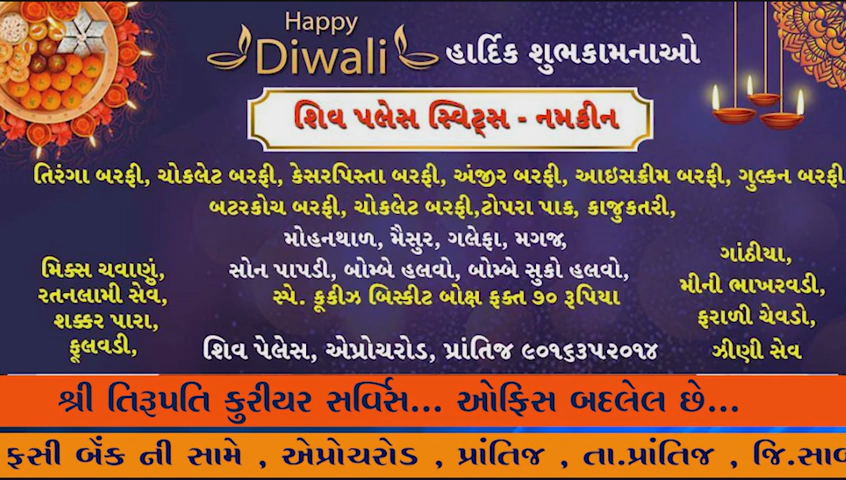 Happy
Diwali હાર્દિક શુભકામનાઓ
શિવ પલેસ સ્વિટ્સ - નમકીન
તિરંગા બરફી, ચોકલેટ બરફી, કેસરપિસ્તા બરફી, અંજીર બરફી, આઇસક્રીમ બરફી, ગુલ્કન બરફી
બટરકોચ બરફી, ચોકલેટ બરફી,ટોપરા પાક, કાજુકતરી,
મોહનથાળ, મૈસુર, ગલેફા, મગજ,
સોન પાપડી, બોમ્બે હલવો, બોમ્બે સુકો હલવો,
સ્પે. કૂકીઝ બિસ્કીટ બોક્ષ ફક્ત ૭૦ રૂપિયા
મિક્સ ચવાણું,
રતનલામી સેવ,
શક્કર પારા,
ફૂલવડી,
ગાંઠીયા,
મીની ભાખરવડી,
ફરાળી ચેવડો,
ઝીણી સેવ
શિવ પેલેસ, એપ્રોચરોડ, પ્રાંતિજ ૯૦૧૬૩૫૨૦૧૪
શ્રી તિરૂપતિ કુરીયર સર્વિસ... ઓફિસ બદલેલ છે...
ફસી બેંક ની સામે , એપ્રોચરોડ , પ્રાંતિજ , તા.પ્રાંતિજ , જિ.સાબ